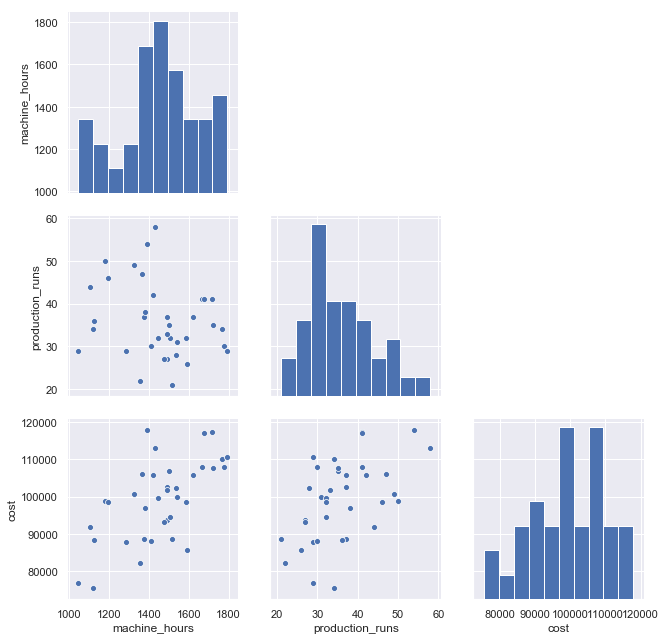 1800
1600
1400
1200
1000
machine_hours
60
50
40
30
20
production_runs
120000
110000
100000
90000
80000
cost
1000 1200 1400 1600 1800
machine_hours
20 30 40 50 60
production_runs
80000 90000 100000 110000 120000
cost